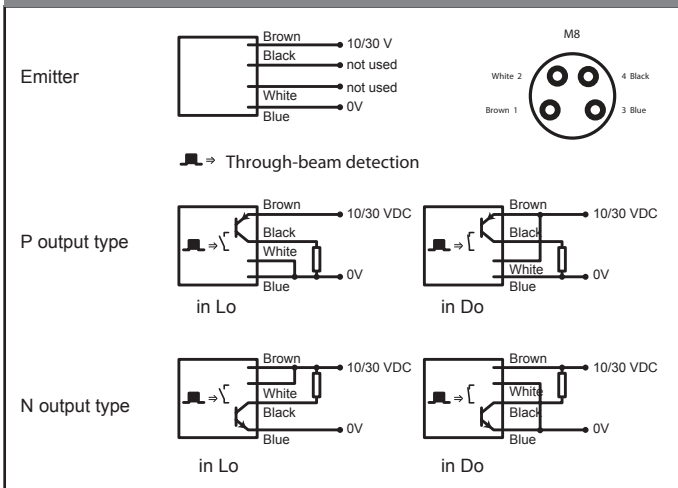 Emitter
Brown
10/30 V
Black
not used
not used
White
0V
Blue
M8
White 2
4 Black
Brown 1
3 Blue
⇒ Through-beam detection
P output type
Brown
10/30 VDC
Black
White
0V
Blue
in Lo
Brown
10/30 VDC
Black
White
0V
Blue
in Do
N output type
Brown
10/30 VDC
White
Black
0V
Blue
in Lo
Brown
10/30 VDC
White
Black
0V
Blue
in Do